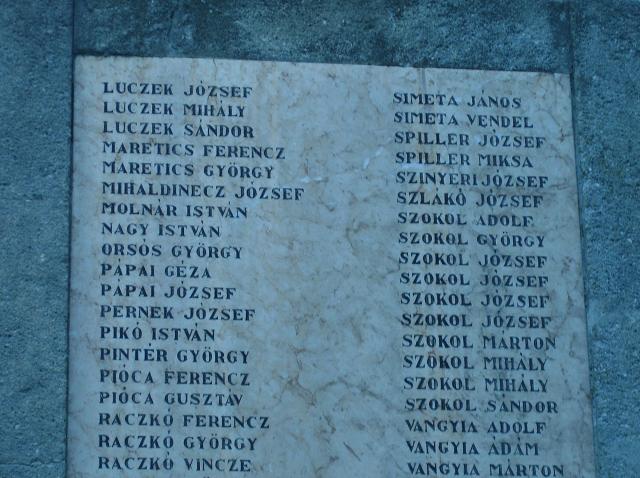 LUCZEK JÓZSEF
LUCZEK MIHÁLY
LUCZEK SÁNDOR
MARETICS FERENCZ
MARETICS GYÖRGY
MIHALDINECZ JÓZSEF
MOLNÁR ISTVÁN
NAGY ISTVÁN
ORSÓS GYÖRGY
PÁPAI GÉZA
PÁPAI JÓZSEF
PERNEK JÓZSEF
PIKÓ ISTVÁN
PINTÉR GYÖRGY
PIÓCA FERENCZ
PIÓCA GUSZTÁV
RACZKÓ FERENCZ
RACZKÓ GYÖRGY
RACZKÓ VINCZE
SIMETA JÁNOS
SIMETA VENDEL
SPILLER JÓZSEF
SPILLER MIKSA
SZINYERI JÓZSEF
SZLÁKÓ JÓZSEF
SZOKOL ADOLF
SZOKOL GYÖRGY
SZOKOL JÓZSEF
SZOKOL JÓZSEF
SZOKOL JÓZSEF
SZOKOL JÓZSEF
SZOKOL MÁRTON
SZOKOL MIHÁLY
SZOKOL MIHÁLY
SZOKOL SÁNDOR
VANGYIA ADOLF
VANGYIA ÁDÁM
VANGYIA MÁRTON